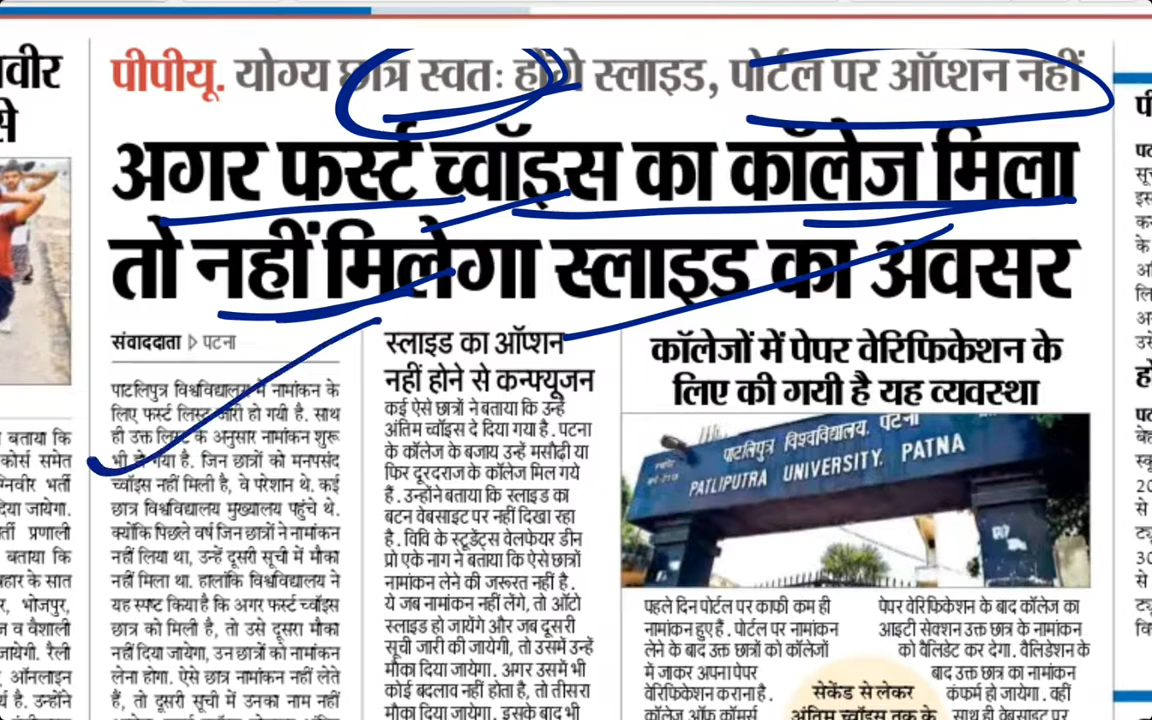 पीपीयू. योग्य छात्र स्वतः होंगे स्लाइड, पोर्टल पर ऑप्शन नहीं
अगर फर्स्ट च्वॉइस का कॉलेज मिला
तो नहीं मिलेगा स्लाइड का अवसर
संवाददाता पटना
पाटलिपुत्र विश्वविद्यालय में नामांकन के
लिए फर्स्ट लिस्ट जारी हो गयी है. साथ
ही उक्त लिस्ट के अनुसार नामांकन शुरू
भी हो गया है. जिन छात्रों को मनपसंद
च्वॉइस नहीं मिली है, वे परेशान थे. कई
छात्र विश्वविद्यालय मुख्यालय पहुंचे थे.
क्योंकि पिछले वर्ष जिन छात्रों ने नामांकन
नहीं लिया था, उन्हें दूसरी सूची में मौका
नहीं मिला था. हालांकि विश्वविद्यालय ने
यह स्पष्ट किया है कि अगर फर्स्ट च्वॉइस
छात्र को मिली है, तो उसे दूसरा मौका
नहीं दिया जायेगा, उन छात्रों को नामांकन
लेना होगा. ऐसे छात्र नामांकन नहीं लेते
हैं, तो दूसरी सूची में उनका नाम नहीं
स्लाइड का ऑप्शन
नहीं होने से कन्फ्यूजन
कई ऐसे छात्रों ने बताया कि उन्हें
अंतिम च्वॉइस दे दिया गया है. पटना
के कॉलेज के बजाय उन्हें मसौढ़ी या
फिर दूरदराज के कॉलेज मिल गये
हैं. उन्होंने बताया कि स्लाइड का
बटन वेबसाइट पर नहीं दिखा रहा
है. विवि के स्टूडेंट्स वेलफेयर डीन
प्रो एके नाग ने बताया कि ऐसे छात्रों
नामांकन लेने की जरूरत नहीं है.
ये जब नामांकन नहीं लेंगे, तो ऑटो
स्लाइड हो जायेंगे और जब दूसरी
सूची जारी की जायेगी, तो उसमें उन्हें
मौका दिया जायेगा. अगर उसमें भी
कोई बदलाव नहीं होता है, तो तीसरा
मौका दिया जायेगा. इसके बाद भी
कॉलेजों में पेपर वेरिफिकेशन के
लिए की गयी है यह व्यवस्था
पाटलिपुत्र विश्वविद्यालय, पटना
PATLIPUTRA UNIVERSITY, PATNA
पहले दिन पोर्टल पर काफी कम ही
नामांकन हुए हैं. पोर्टल पर नामांकन
लेने के बाद उक्त छात्रों को कॉलेजों
में जाकर अपना पेपर
वेरिफिकेशन कराना है.
कॉलेज ऑफ कॉमर्स
सेकेंड से लेकर
अंतिम च्वॉइस तक के
पेपर वेरिफिकेशन के बाद कॉलेज का
आइटी सेक्शन उक्त छात्र के नामांकन
को वैलिडेट कर देगा. वैलिडेशन के
बाद उक्त छात्र का नामांकन
कंफर्म हो जायेगा. वहीं
साथ ही वेबसाइट पर